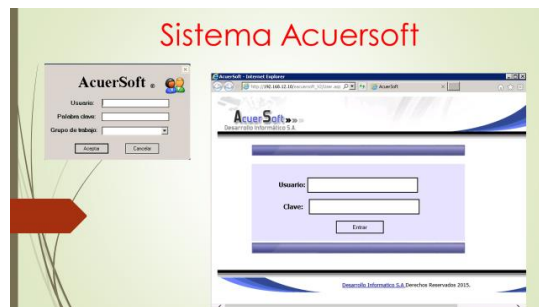 Sistema Acuersoft
AcuerSoft ®
Usuario:
Palabra clave:
Grupo de trabajo:
Aceptar
Cancelar
AcuerSoft - Internet Explorer
AcuerSoft
AcuerSoft
Desarrollo Informático S.A
Usuario:
Clave:
Entrar
Desarrollo Informatico S.A Derechos Reservados 2015.